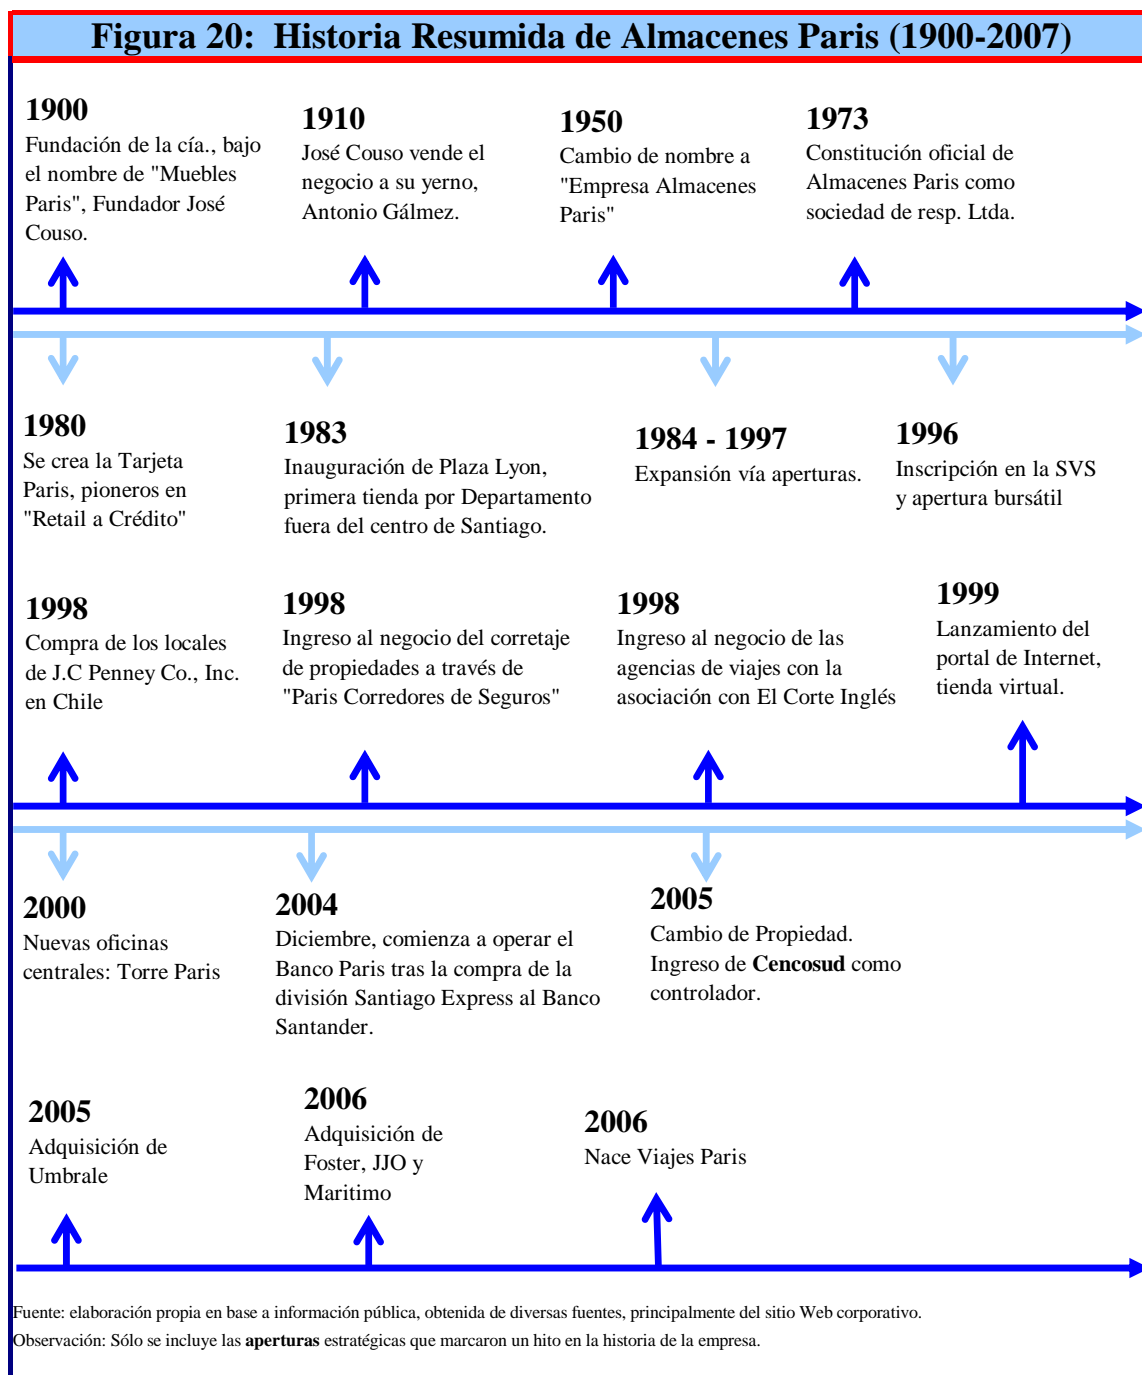 Figura 20: Historia Resumida de Almacenes Paris (1900-2007)
1900
Fundación de la cía., bajo
el nombre de "Muebles
Paris", Fundador José
Couso.
1910
José Couso vende el
negocio a su yerno,
Antonio Gálmez.
1950
Cambio de nombre a
"Empresa Almacenes
Paris"
1973
Constitución oficial de
Almacenes Paris como
sociedad de resp. Ltda.
1980
Se crea la Tarjeta
Paris, pioneros en
"Retail a Crédito"
1983
Inauguración de Plaza Lyon,
primera tienda por Departamento
fuera del centro de Santiago.
1984 - 1997
Expansión vía aperturas.
1996
Inscripción en la SVS
y apertura bursátil
1998
Compra de los locales
de J.C Penney Co., Inc.
en Chile
1998
Ingreso al negocio del corretaje
de propiedades a través de
"Paris Corredores de Seguros"
1998
Ingreso al negocio de las
agencias de viajes con la
asociación con El Corte Inglés
1999
Lanzamiento del
portal de Internet,
tienda virtual.
2000
Nuevas oficinas
centrales: Torre Paris
2004
Diciembre, comienza a operar el
Banco Paris tras la compra de la
división Santiago Express al Banco
Santander.
2005
Cambio de Propiedad.
Ingreso de Cencosud como
controlador.
2005
Adquisición de
Umbrale
2006
Adquisición de
Foster, JJO y
Maritimo
2006
Nace Viajes Paris
Fuente: elaboración propia en base a información pública, obtenida de diversas fuentes, principalmente del sitio Web corporativo.
Observación: Sólo se incluye las aperturas estratégicas que marcaron un hito en la historia de la empresa.